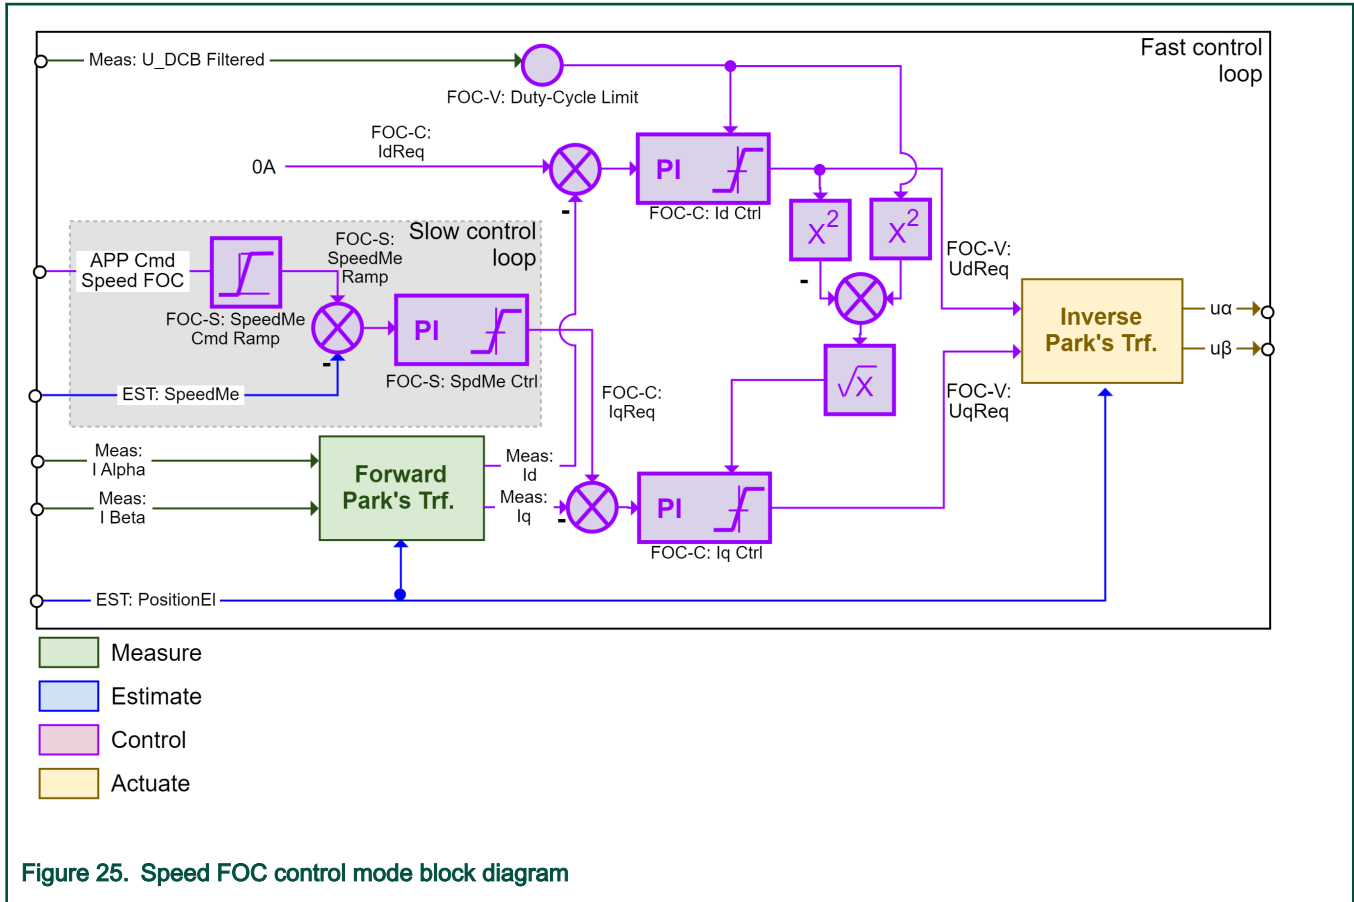 Fast control
loop
Meas: U_DCB Filtered
FOC-V: Duty-Cycle Limit
FOC-C:
IdReq
0A
PI
FOC-C: Id Ctrl
X2
X2
-
-
Slow control
loop
FOC-S:
SpeedMe
Ramp
APP Cmd
Speed FOC
FOC-S: SpeedMe
Cmd Ramp
PI
FOC-S: SpdMe Ctrl
-
EST: SpeedMe
FOC-V:
UdReq
Inverse
Park's Trf.
uα
uβ
√X
FOC-C:
IqReq
FOC-V:
UqReq
Meas:
I Alpha
Meas:
I Beta
Forward
Park's Trf.
Meas:
Id
Meas:
Iq
-
PI
FOC-C: Iq Ctrl
EST: PositionEl
Measure
Estimate
Control
Actuate
Figure 25. Speed FOC control mode block diagram